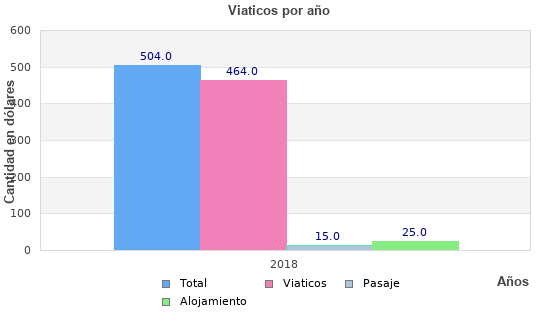 Viaticos por año
Cantidad en dólares
600
500
400
300
200
100
0
504.0
464.0
15.0
25.0
2018
Años
Total
Viaticos
Pasaje
Alojamiento